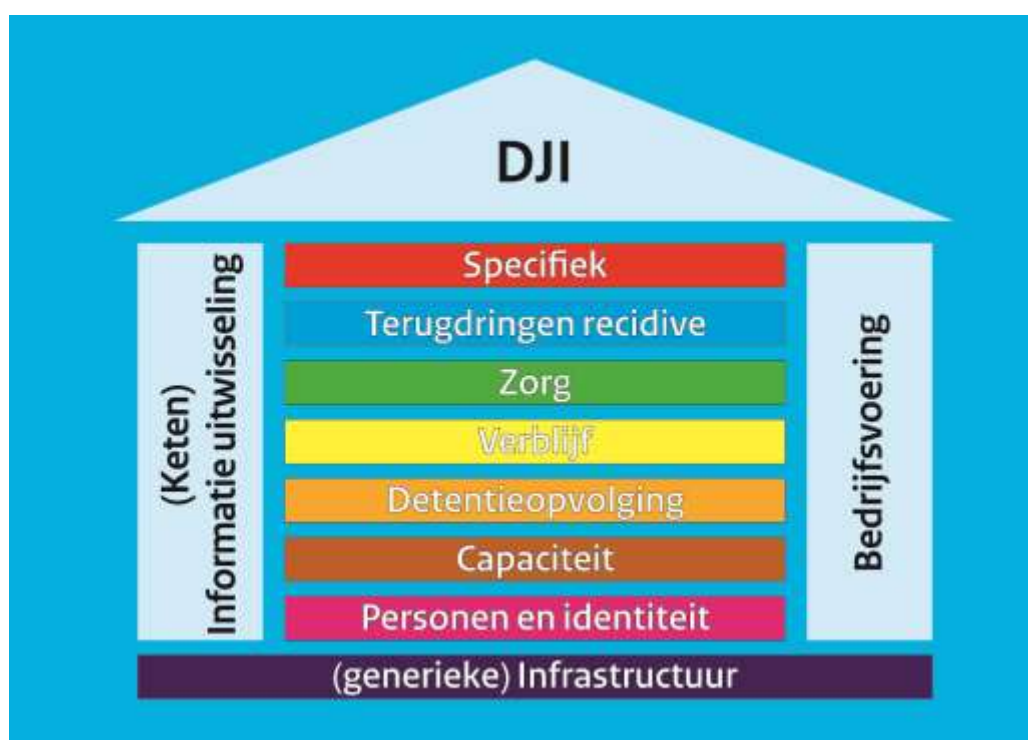 DJI
(Keten)
Informatie uitwisseling
Specifiek
Terugdringen recidive
Zorg
Verblijf
Detentieopvolging
Capaciteit
Personen en identiteit
Bedrijfsvoering
(generieke) Infrastructuur